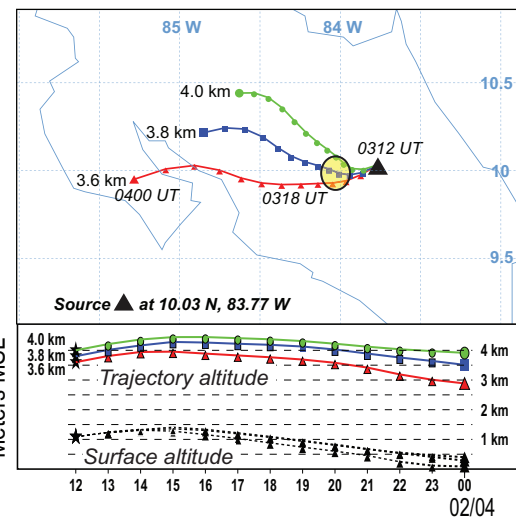 85 W 84 W
10.5
4.0 km
0312 UT
3.8 km
10
3.6 km
0400 UT 0318 UT
9.5
Source ▲ at 10.03 N, 83.77 W
4.0 km
3.8 km
3.6 km
4 km
Trajectory altitude
3 km
2 km
1 km
Surface altitude
12 13 14 15 16 17 18 19 20 21 22 23 00
02/04